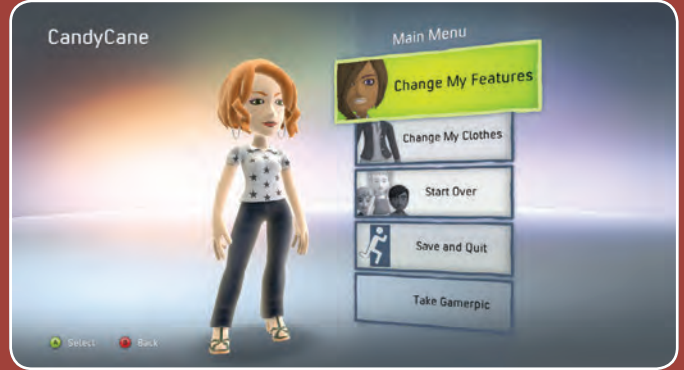 CandyCane
Main Menu
Change My Features
Change My Clothes
Start Over
Save and Quit
Take Gamerpic
A Select B Back